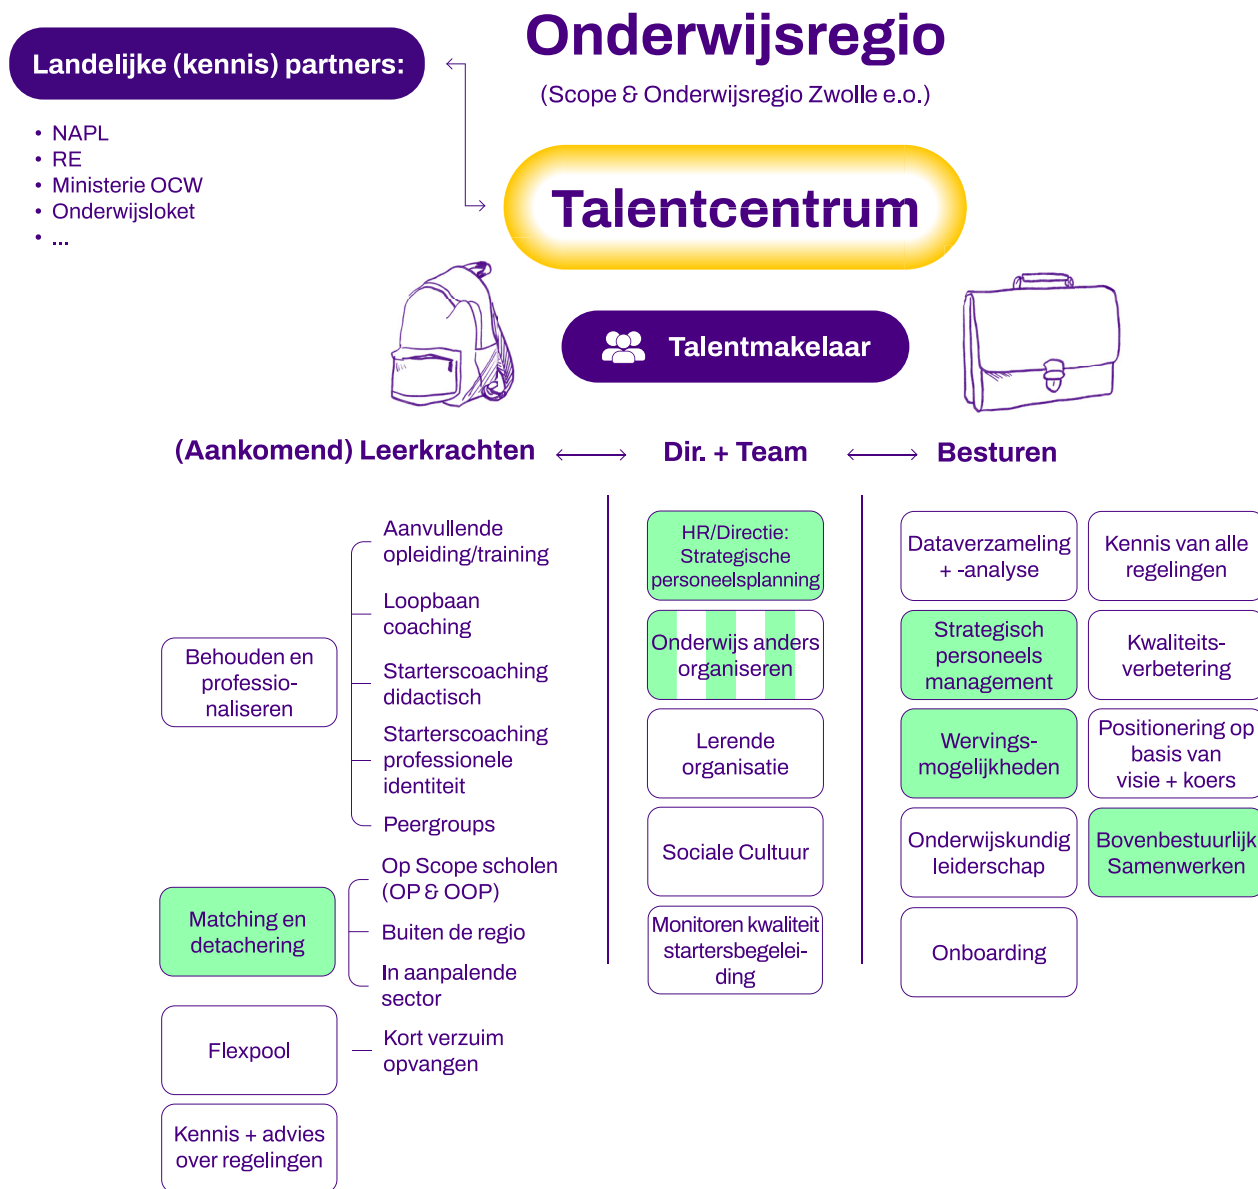 Onderwijsregio
(Scope & Onderwijsregio Zwolle e.o.)
Landelijke (kennis) partners:
• NAPL
• RE
• Ministerie OCW
• Onderwijsloket
• ...
Talentcentrum
Talentmakelaar
(Aankomend) Leerkrachten
Dir. + Team
Besturen
Behouden en
professio-
naliseren
Aanvullende
opleiding/training
Loopbaan
coaching
Starterscoaching
didactisch
Starterscoaching
professionele
identiteit
Peergroups
Matching en
detachering
Op Scope scholen
(OP & OOP)
Buiten de regio
In aanpalende
sector
Flexpool
Kort verzuim
opvangen
Kennis + advies
over regelingen
HR/Directie:
Strategische
personeelsplanning
Onderwijs anders
organiseren
Lerende
organisatie
Sociale Cultuur
Monitoren kwaliteit
startersbegelei-
ding
Dataverzameling
+ -analyse
Kennis van alle
regelingen
Strategisch
personeels
management
Kwaliteits-
verbetering
Wervings-
mogelijkheden
Positionering op
basis van
visie + koers
Onderwijskundig
leiderschap
Bovenbestuurlijk
Samenwerken
Onboarding